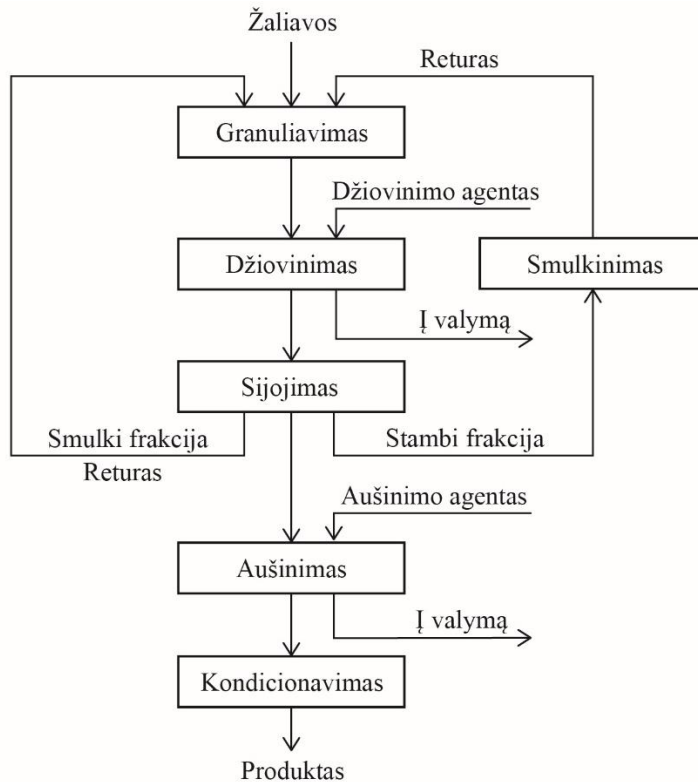 Žaliavos
Returas
Granuliavimas
Džiovinimo agentas
Džiovinimas
Smulkinimas
Į valymą
Sijojimas
Smulki frakcija
Returas
Stambi frakcija
Aušinimo agentas
Aušinimas
Į valymą
Kondicionavimas
Produktas